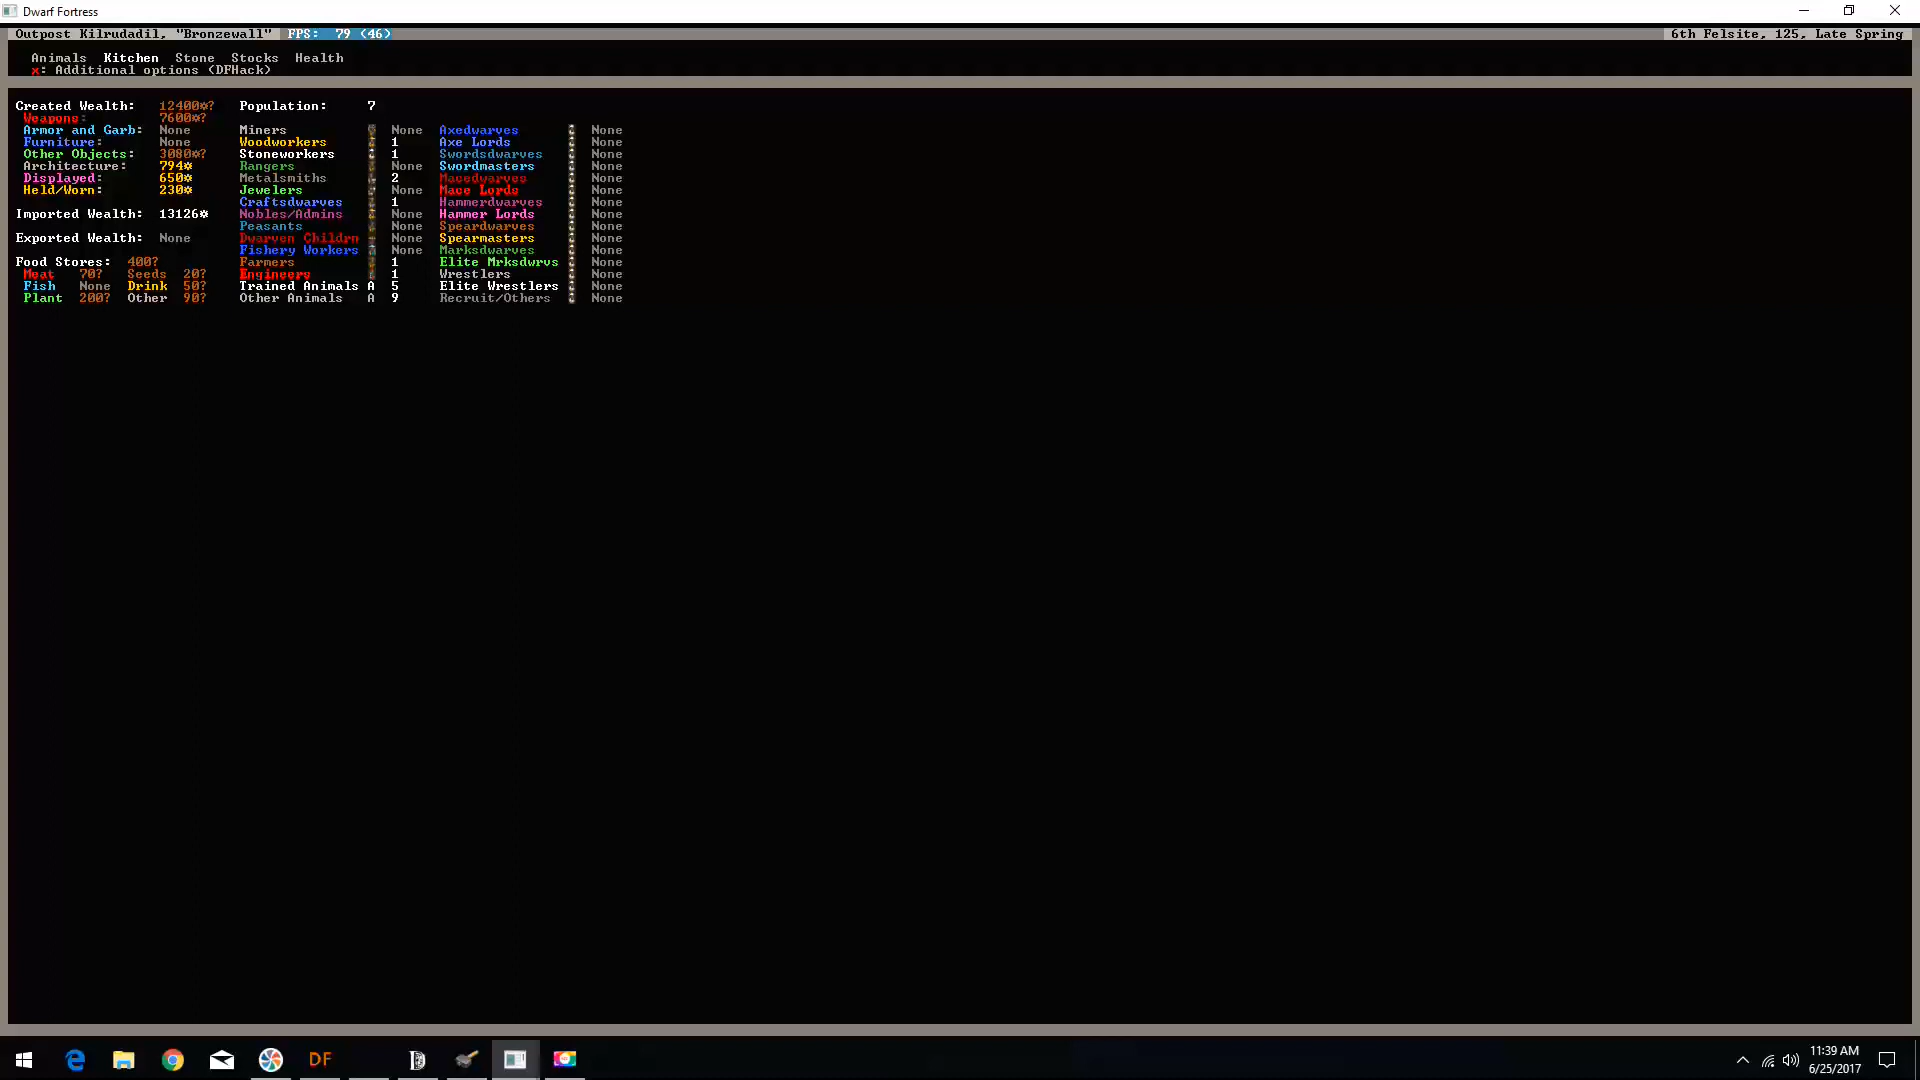 Dwarf Fortress
Outpost Kilrudadil, "Bronzewall" FPS: 79 (46) 6th Felsite, 125, Late Spring
Animals Kitchen Stone Stocks Health
x: Additional options (DFHack)
Created Wealth: 12400☼? Population: 7
Weapons: 7600☼?
Armor and Garb: None Miners None Axedwarves None
Furniture: None Woodworkers 1 Axe Lords None
Other Objects: 3080☼? Stoneworkers 1 Swordsdwarves None
Architecture: 794☼ Rangers None Swordmasters None
Displayed: 650☼ Metalsmiths 2 Macedwarves None
Held/Worn: 230☼ Jewelers None Mace Lords None
Craftsdwarves 1 Hammerdwarves None
Imported Wealth: 13126☼ Nobles/Admins None Hammer Lords None
Peasants None Speardwarves None
Exported Wealth: None Dwarven Childrn None Spearmasters None
Fishery Workers None Marksdwarves None
Food Stores: 400? Farmers 1 Elite Mrksdwrvs None
Meat 70? Seeds 20? Engineers 1 Wrestlers None
Fish None Drink 50? Trained Animals A 5 Elite Wrestlers None
Plant 200? Other 90? Other Animals A 9 Recruit/Others None
DF
11:39 AM
6/25/2017